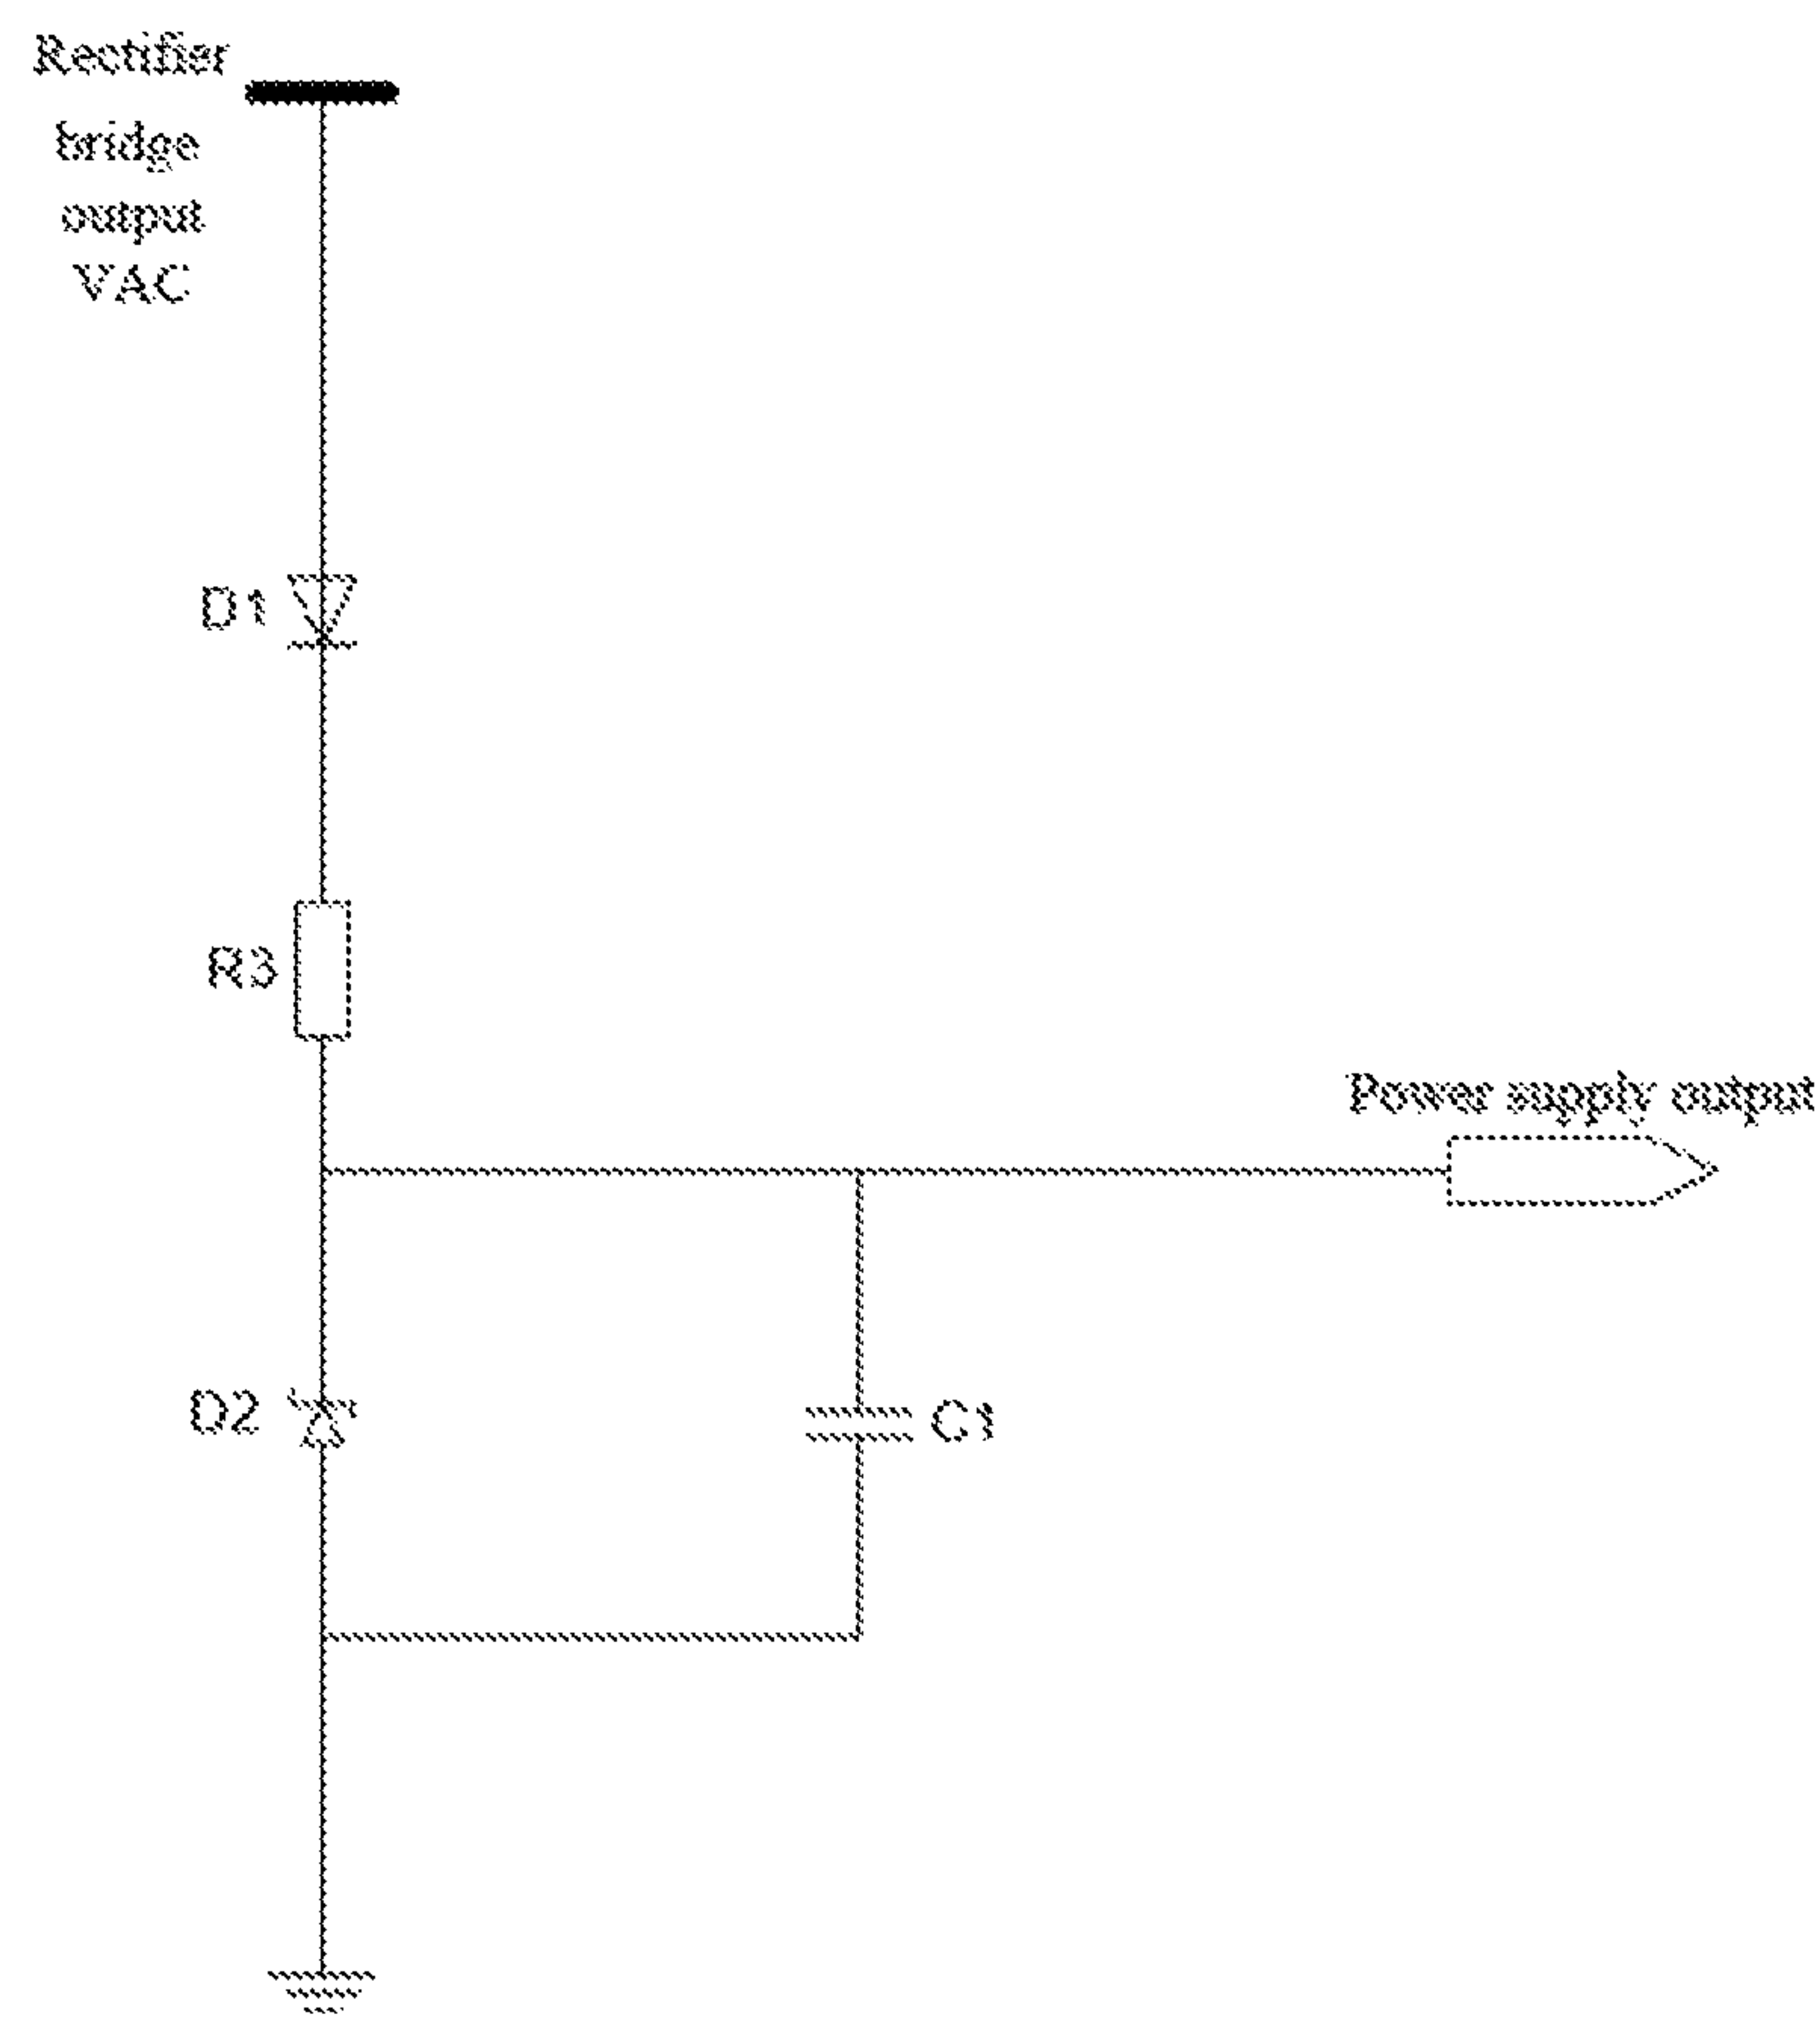 Rectifier
bridge
output
VAC
D1
R3
Power supply output
D2
C1